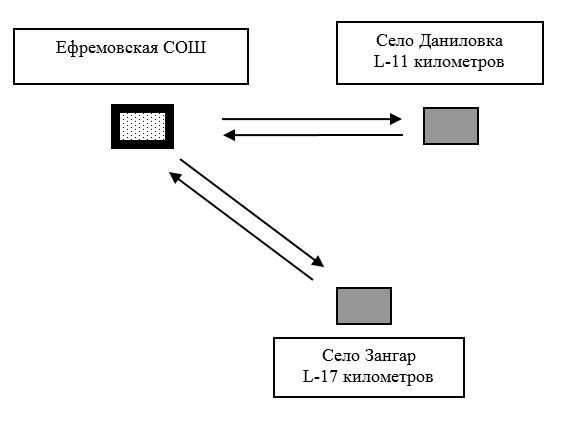 Ефремовская СОШ
Село Даниловка
L-11 километров
Село Зангар
L-17 километров